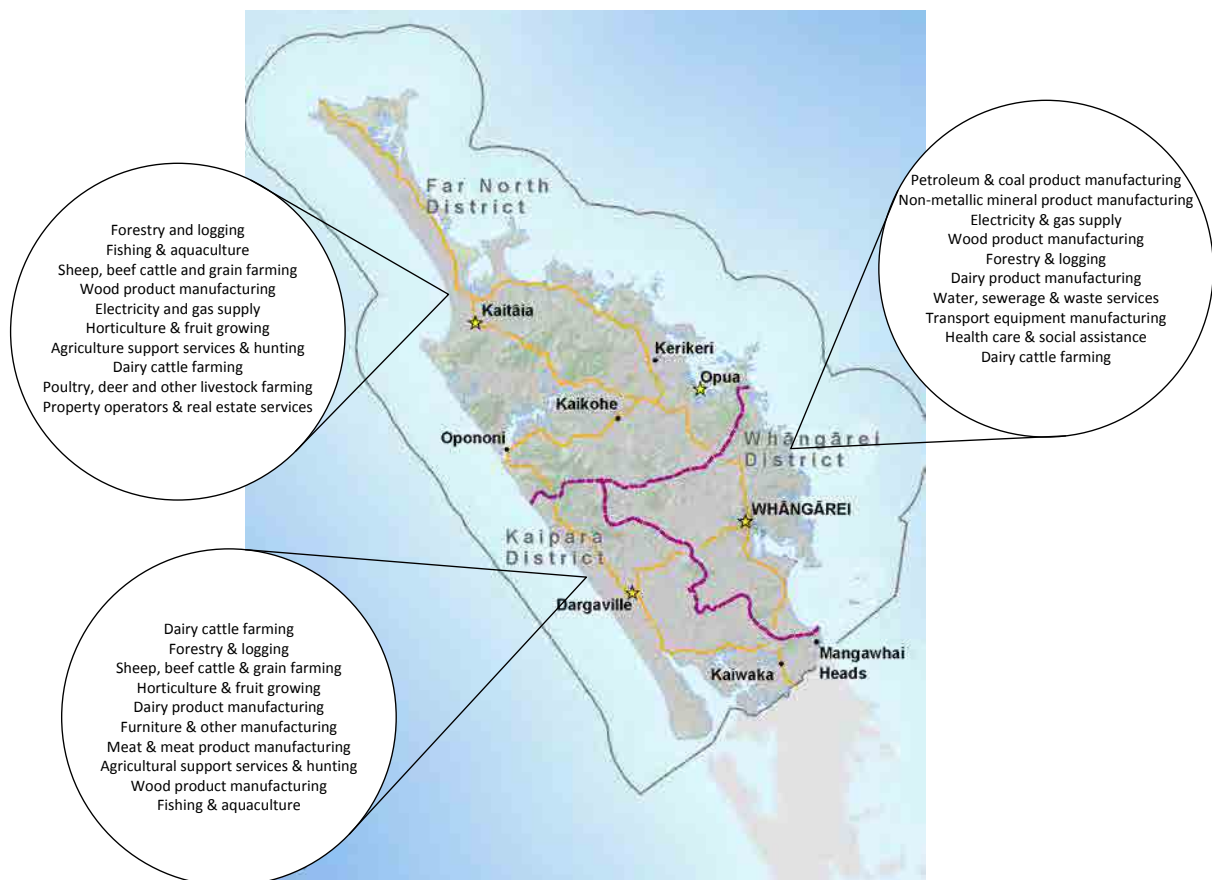 Forestry and logging
Fishing & aquaculture
Sheep, beef cattle and grain farming
Wood product manufacturing
Electricity and gas supply
Horticulture & fruit growing
Agriculture support services & hunting
Dairy cattle farming
Poultry, deer and other livestock farming
Property operators & real estate services
Petroleum & coal product manufacturing
Non-metallic mineral product manufacturing
Electricity & gas supply
Wood product manufacturing
Forestry & logging
Dairy product manufacturing
Water, sewerage & waste services
Transport equipment manufacturing
Health care & social assistance
Dairy cattle farming
Dairy cattle farming
Forestry & logging
Sheep, beef cattle & grain farming
Horticulture & fruit growing
Dairy product manufacturing
Furniture & other manufacturing
Meat & meat product manufacturing
Agricultural support services & hunting
Wood product manufacturing
Fishing & aquaculture
Far North
District
Kaitāia
Kerikeri
Opua
Kaikohe
Opononi
Whāngārei
District
WHĀNGĀREI
Kaipara
District
Dargaville
Mangawhai
Heads
Kaiwaka